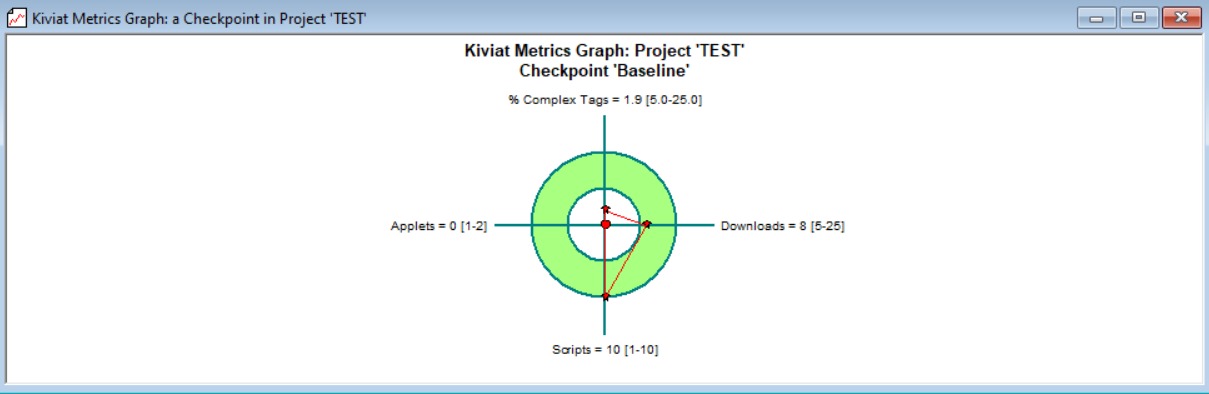 Kiviat Metrics Graph: a Checkpoint in Project 'TEST'
Kiviat Metrics Graph: Project 'TEST'
Checkpoint 'Baseline'
% Complex Tags = 1.9 [5.0-25.0]
Applets = 0 [1-2]
Downloads = 8 [5-25]
Scripts = 10 [1-10]